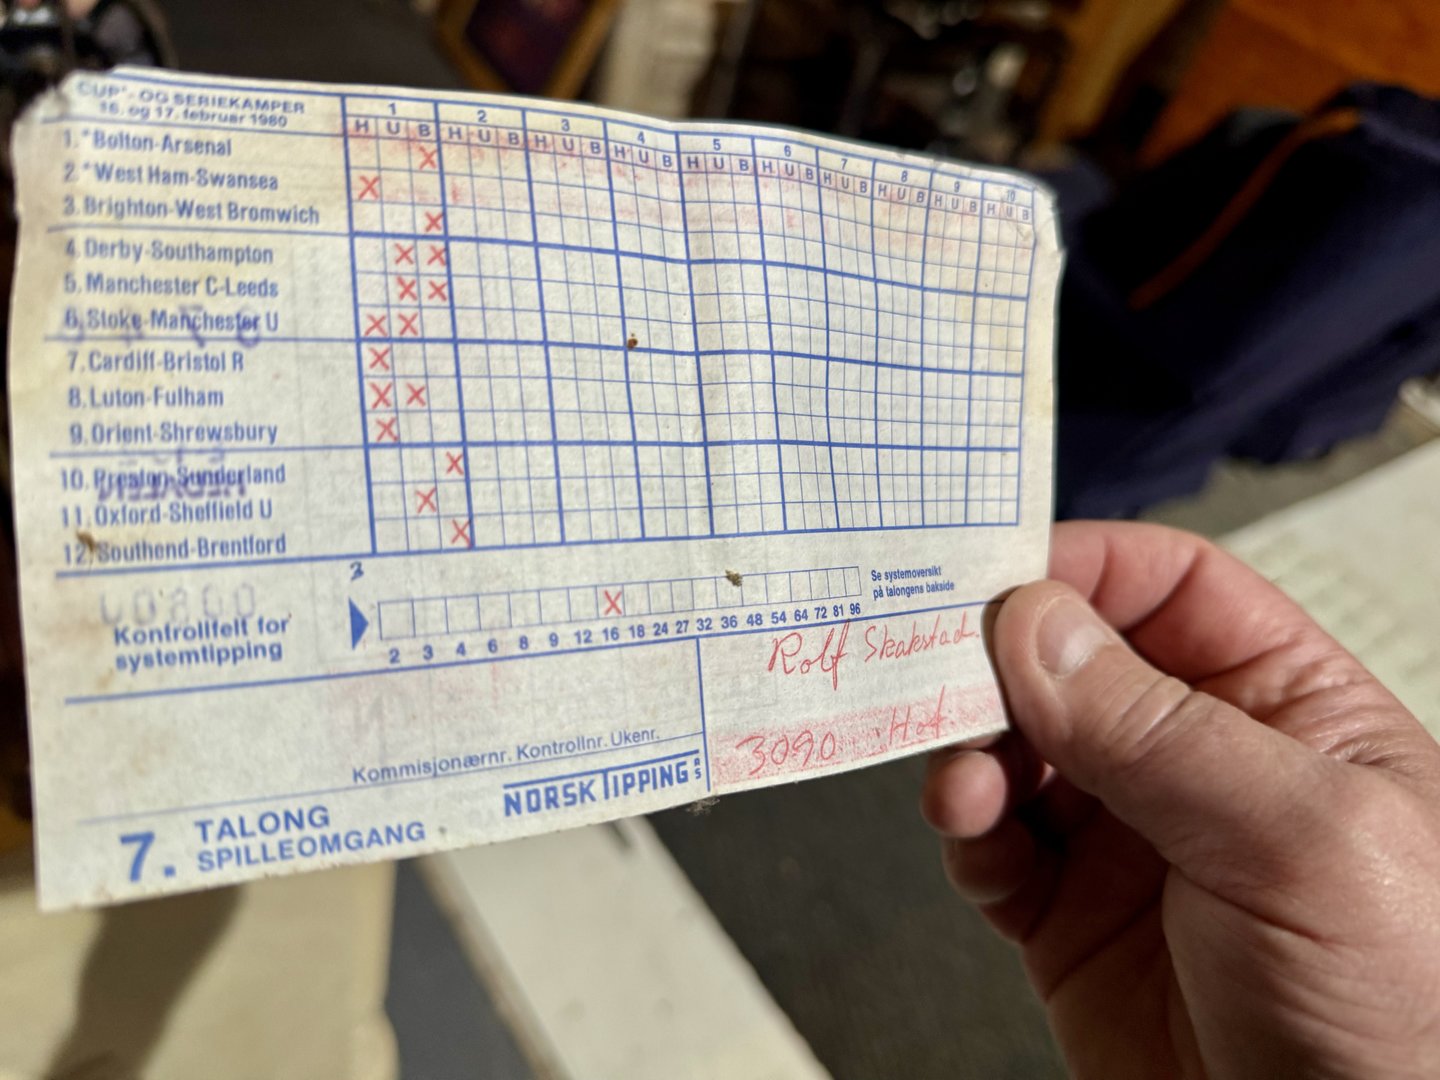 CUP- OG SERIEKAMPER
16. og 17. februar 1980
1 2 3 4 5 6 7 8 9 10
H U B H U B H U B H U B H U B H U B H U B H U B H U B H U B
1. *Bolton-Arsenal X
2. *West Ham-Swansea X
3. Brighton-West Bromwich X
4. Derby-Southampton X X
5. Manchester C-Leeds X X
6. Stoke-Manchester U X X
7. Cardiff-Bristol R X
8. Luton-Fulham X X
9. Orient-Shrewsbury X
10. Preston-Sunderland X
11. Oxford-Sheffield U X
12. Southend-Brentford X
Kontrollfelt for
systemtipping
X
2 3 4 6 8 9 12 16 18 24 27 32 36 48 54 64 72 81 96
Se systemoversikt
på talongens bakside
Rolf Skakstad.
3090 Hof.
Kommisjonærnr. Kontrollnr. Ukenr.
NORSK TIPPING A/S
7. TALONG
SPILLEOMGANG